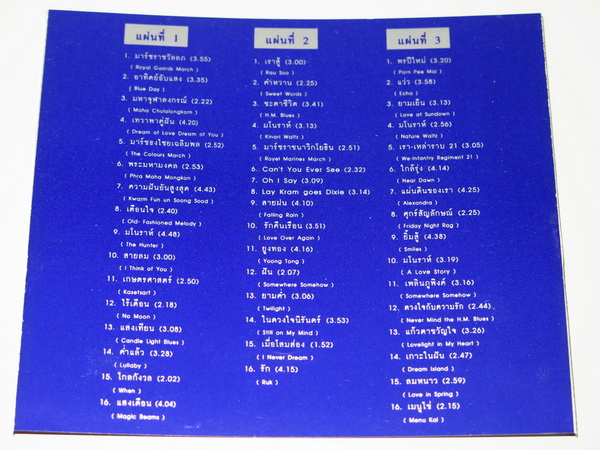 แผ่นที่ 1
1. มาร์ชราชวัลลภ (3.55)
( Royal Guards March )
2. อาทิตย์อับแสง (3.35)
( Blue Day )
3. มหาจุฬาลงกรณ์ (2.22)
( Maha Chulalongkorn )
4. เทวาพาคู่ฝัน (4.20)
( Dream of Love Dream of You )
5. มาร์ชธงไชยเฉลิมพล (2.52)
( The Colours March )
6. พระมหามงคล (2.53)
( Phra Maha Mongkon )
7. ความฝันอันสูงสุด (4.43)
( Kwarm Fun un Soong Sood )
8. เตือนใจ (2.40)
( Old- Fashioned Melody )
9. มโนราห์ (4.48)
( The Hunter )
10. สายลม (3.00)
( I Think of You )
11. เกษตรศาสตร์ (2.50)
( Kasetsart )
12. ไร้เดือน (2.18)
( No Moon )
13. แสงเทียน (3.08)
( Candle Light Blues )
14. ค่ำแล้ว (3.28)
( Lullaby )
15. ไกลกังวล (2.02)
( When )
16. แสงเดือน (4.04)
( Magic Beams )
แผ่นที่ 2
1. เราสู้ (3.00)
( Rau Soo )
2. คำหวาน (2.25)
( Sweet Words )
3. ชะตาชีวิต (3.41)
( H.M. Blues )
4. มโนราห์ (3.13)
( Kinari Waltz )
5. มาร์ชราชนาวิกโยธิน (2.51)
( Royal Marines March )
6. Can't You Ever See (2.32)
7. Oh I Say (3.09)
8. Lay Kram goes Dixie (3.14)
9. สายฝน (4.10)
( Falling Rain )
10. รักคืนเรือน (3.51)
( Love Over Again )
11. ยูงทอง (4.16)
( Yoong Tong )
12. ฝัน (2.07)
( Somewhere Somehow )
13. ยามค่ำ (3.06)
( Twilight )
14. ในดวงใจนิรันดร์ (3.53)
( Still on My Mind )
15. เมื่อโสมส่อง (1.52)
( I Never Dream )
16. รัก (4.15)
( Ruk )
แผ่นที่ 3
1. พรปีใหม่ (3.20)
( Porn Pee Mai )
2. แว่ว (3.58)
( Echo )
3. ยามเย็น (3.13)
( Love at Sundown )
4. มโนราห์ (2.56)
( Nature Waltz )
5. เรา-เหล่าราบ 21 (3.05)
( We-Infantry Regiment 21 )
6. ใกล้รุ่ง (4.14)
( Near Dawn )
7. แผ่นดินของเรา (4.25)
( Alexandra )
8. ศุกร์สัญลักษณ์ (2.25)
( Friday Night Rag )
9. ยิ้มสู้ (4.38)
( Smiles )
10. มโนราห์ (3.19)
( A Love Story )
11. เพลินภูพิงค์ (3.16)
( Somewhere Somehow )
12. ดวงใจกับความรัก (2.44)
( Never Mind the H.M. Blues )
13. แก้วตาขวัญใจ (3.26)
( Lovelight in My Heart )
14. เกาะในฝัน (2.47)
( Dream Island )
15. ลมหนาว (2.59)
( Love in Spring )
16. เมนูไข่ (2.15)
( Menu Kai )